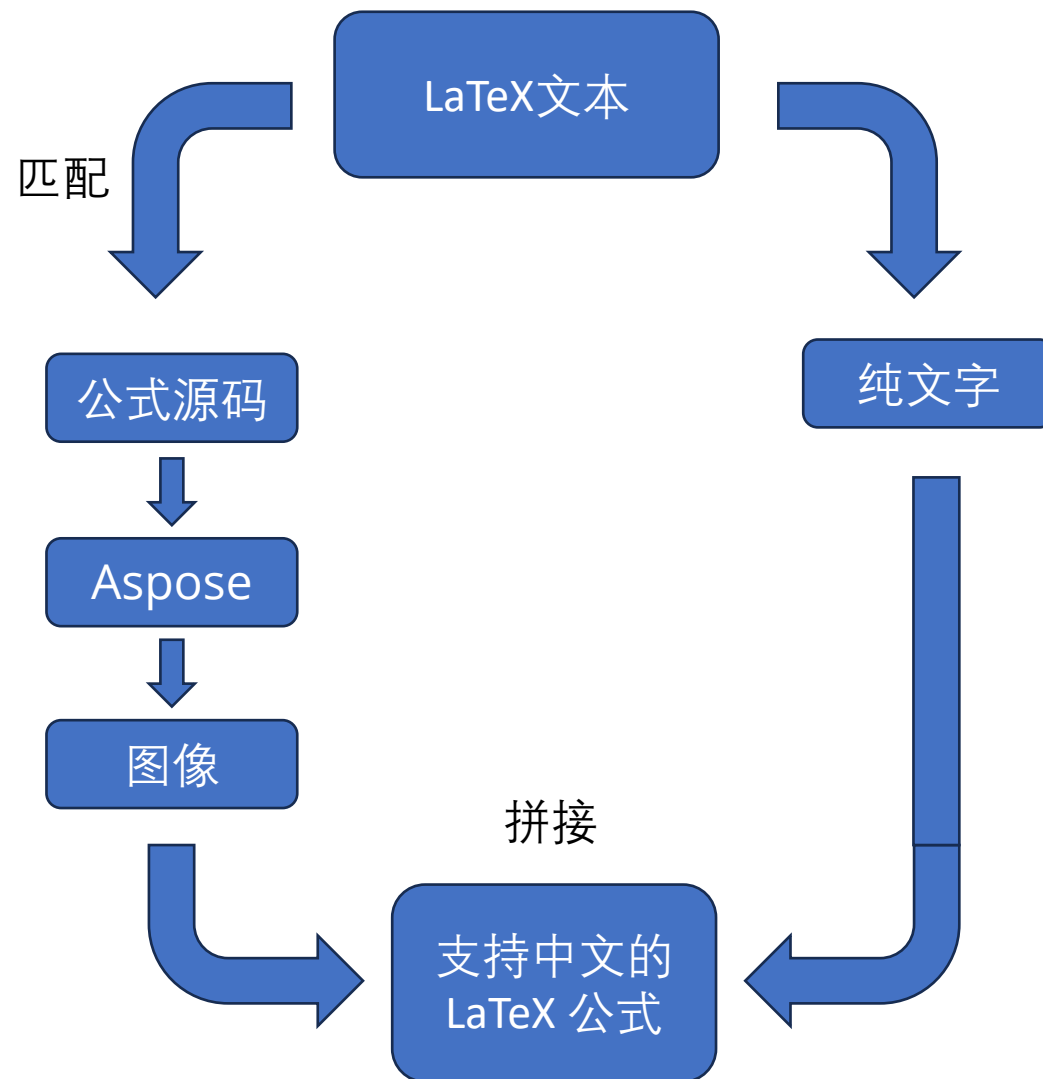 LaTeX文本
匹配
公式源码
纯文字
Aspose
图像
拼接
支持中文的
LaTeX 公式